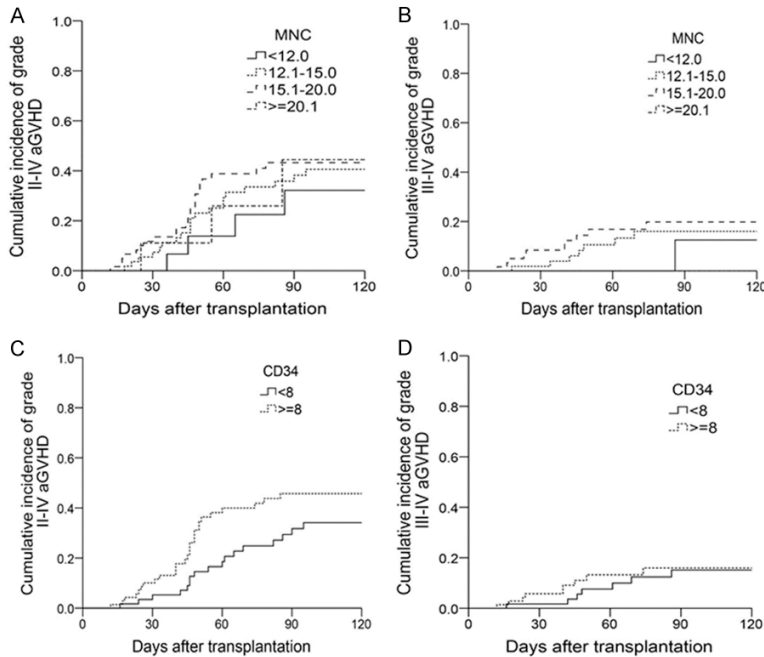 A
Cumulative incidence of grade
II-IV aGVHD
1.0
0.8
0.6
0.4
0.2
0.0
MNC
<12.0
12.1-15.0
15.1-20.0
>=20.1
0
30
60
90
120
Days after transplantation
B
Cumulative incidence of grade
III-IV aGVHD
1.0
0.8
0.6
0.4
0.2
0.0
MNC
<12.0
12.1-15.0
15.1-20.0
>=20.1
0
30
60
90
120
Days after transplantation
C
Cumulative incidence of grade
II-IV aGVHD
1.0
0.8
0.6
0.4
0.2
0.0
CD34
<8
>=8
0
30
60
90
120
Days after transplantation
D
Cumulative incidence of grade
III-IV aGVHD
1.0
0.8
0.6
0.4
0.2
0.0
CD34
<8
>=8
0
30
60
90
120
Days after transplantation